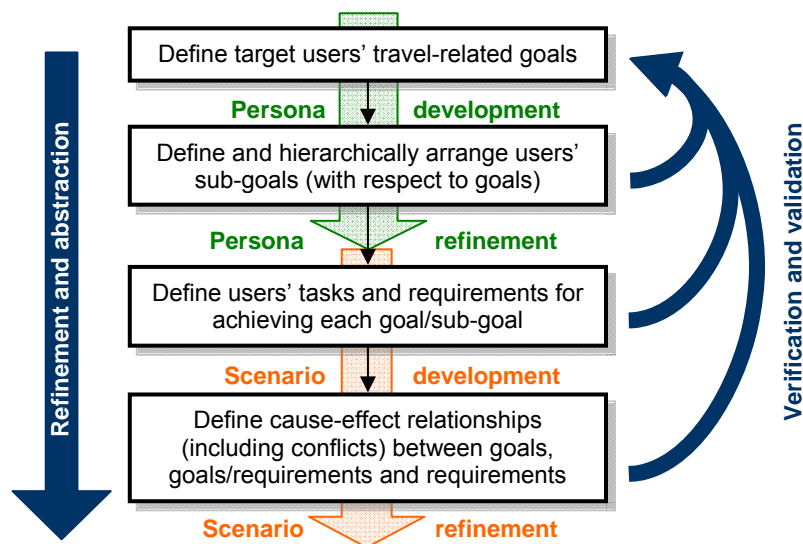 Define target users' travel-related goals
Persona development
Define and hierarchically arrange users'
sub-goals (with respect to goals)
Persona refinement
Define users' tasks and requirements for
achieving each goal/sub-goal
Scenario development
Define cause-effect relationships
(including conflicts) between goals,
goals/requirements and requirements
Scenario refinement
Refinement and abstraction
Verification and validation